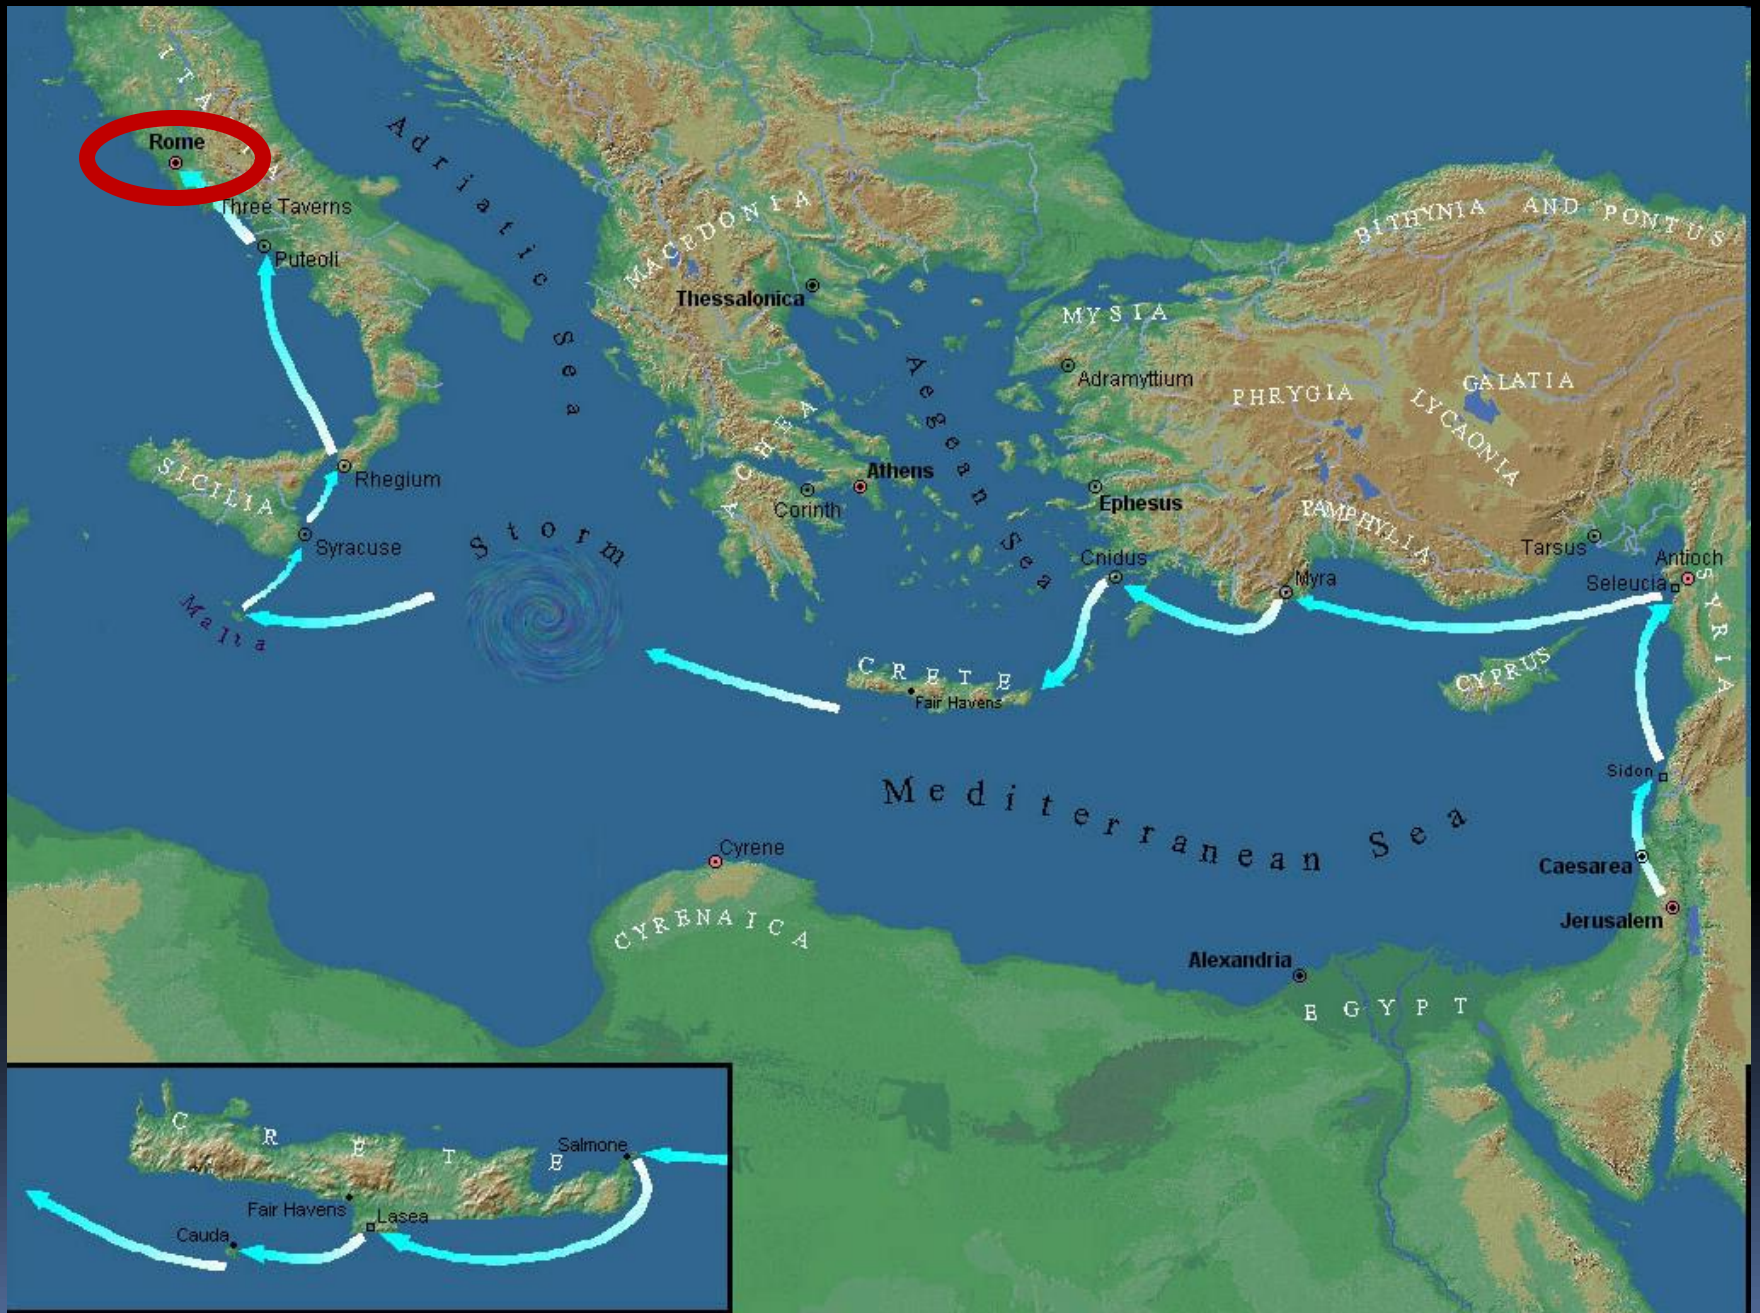 ITALIA
Rome
Three Taverns
Puteoli
Adriatic Sea
MACEDONIA
Thessalonica
BITHYNIA AND PONTUS
MYSIA
Adramyttium
Aegean Sea
PHRYGIA
GALATIA
LYCAONIA
ACHEA
Athens
Corinth
Ephesus
PAMPHYLIA
SICILIA
Rhegium
Syracuse
Storm
Malta
Cnidus
Myra
Tarsus
Antioch
Seleucia
SYRIA
CYPRUS
CRETE
Fair Havens
Sidon
Mediterranean Sea
Caesarea
Jerusalem
Cyrene
CYRENAICA
Alexandria
EGYPT
CRETE
Salmone
Fair Havens
Lasea
Cauda